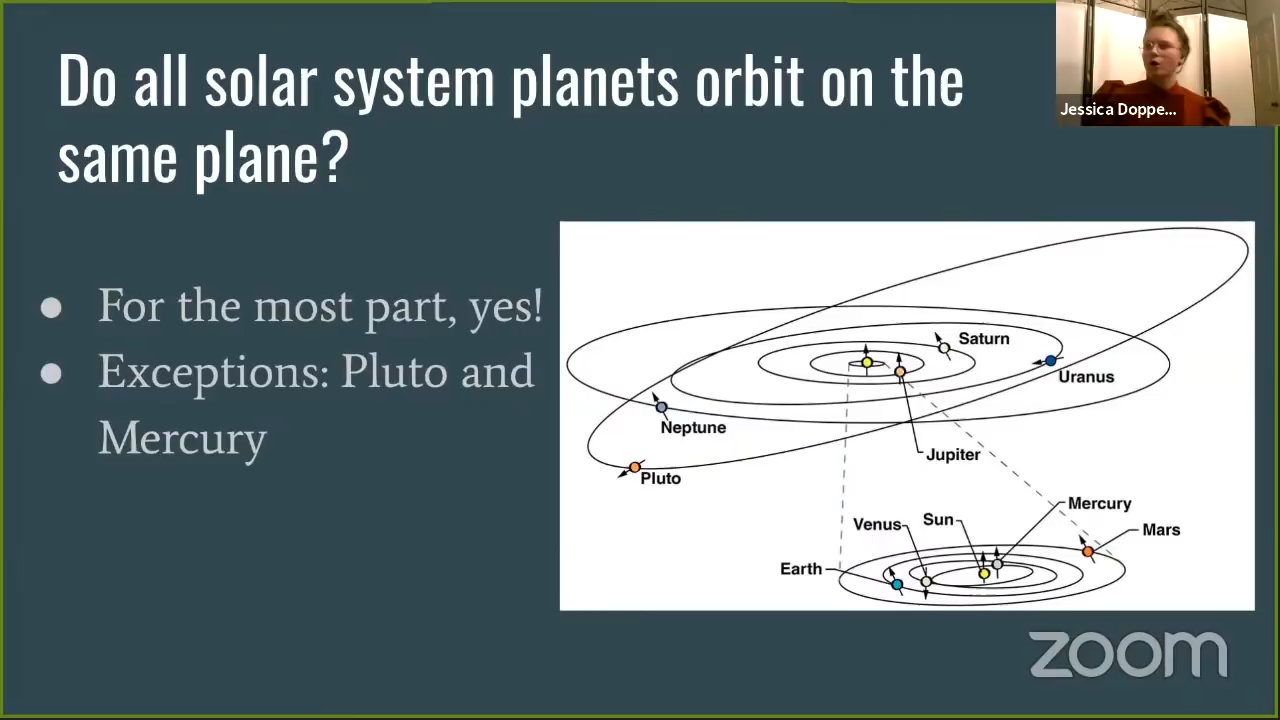 Do all solar system planets orbit on the
same plane?
Jessica Doppe...
● For the most part, yes!
● Exceptions: Pluto and
Mercury
Saturn
Uranus
Neptune
Jupiter
Pluto
Mercury
Sun
Venus
Mars
Earth
zoom